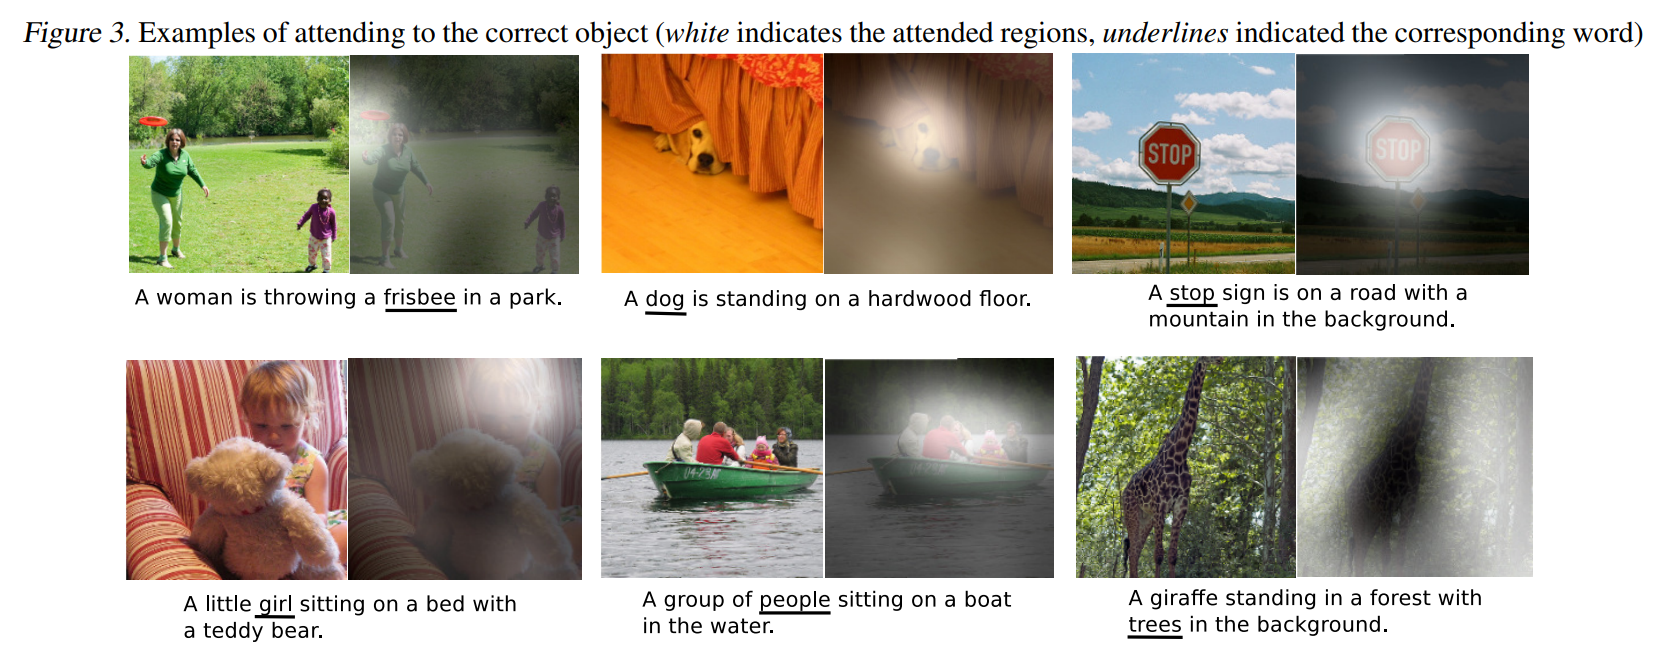 Figure 3. Examples of attending to the correct object (white indicates the attended regions, underlines indicated the corresponding word)
STOP
STOP
A woman is throwing a frisbee in a park.
A dog is standing on a hardwood floor.
A stop sign is on a road with a
mountain in the background.
A little girl sitting on a bed with
a teddy bear.
A group of people sitting on a boat
in the water.
A giraffe standing in a forest with
trees in the background.